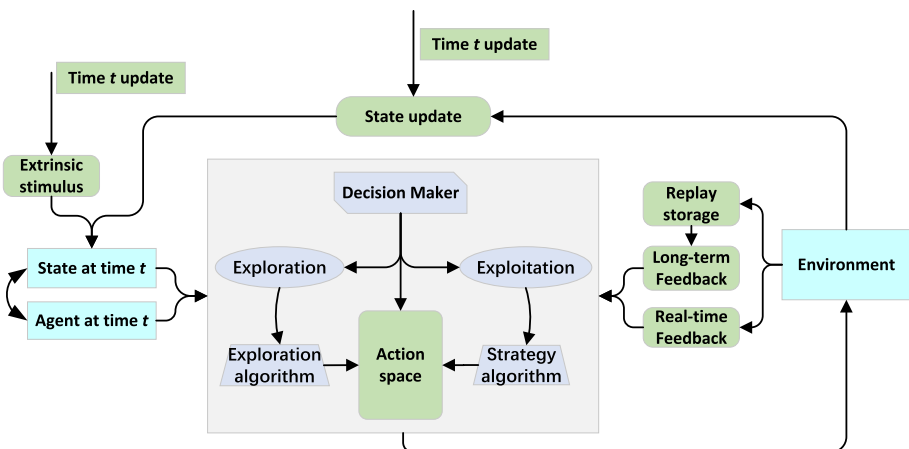 Time t update
Time t update
State update
Extrinsic
stimulus
Decision Maker
Replay
storage
State at time t
Exploration
Exploitation
Long-term
Feedback
Environment
Agent at time t
Real-time
Feedback
Exploration
algorithm
Action
space
Strategy
algorithm